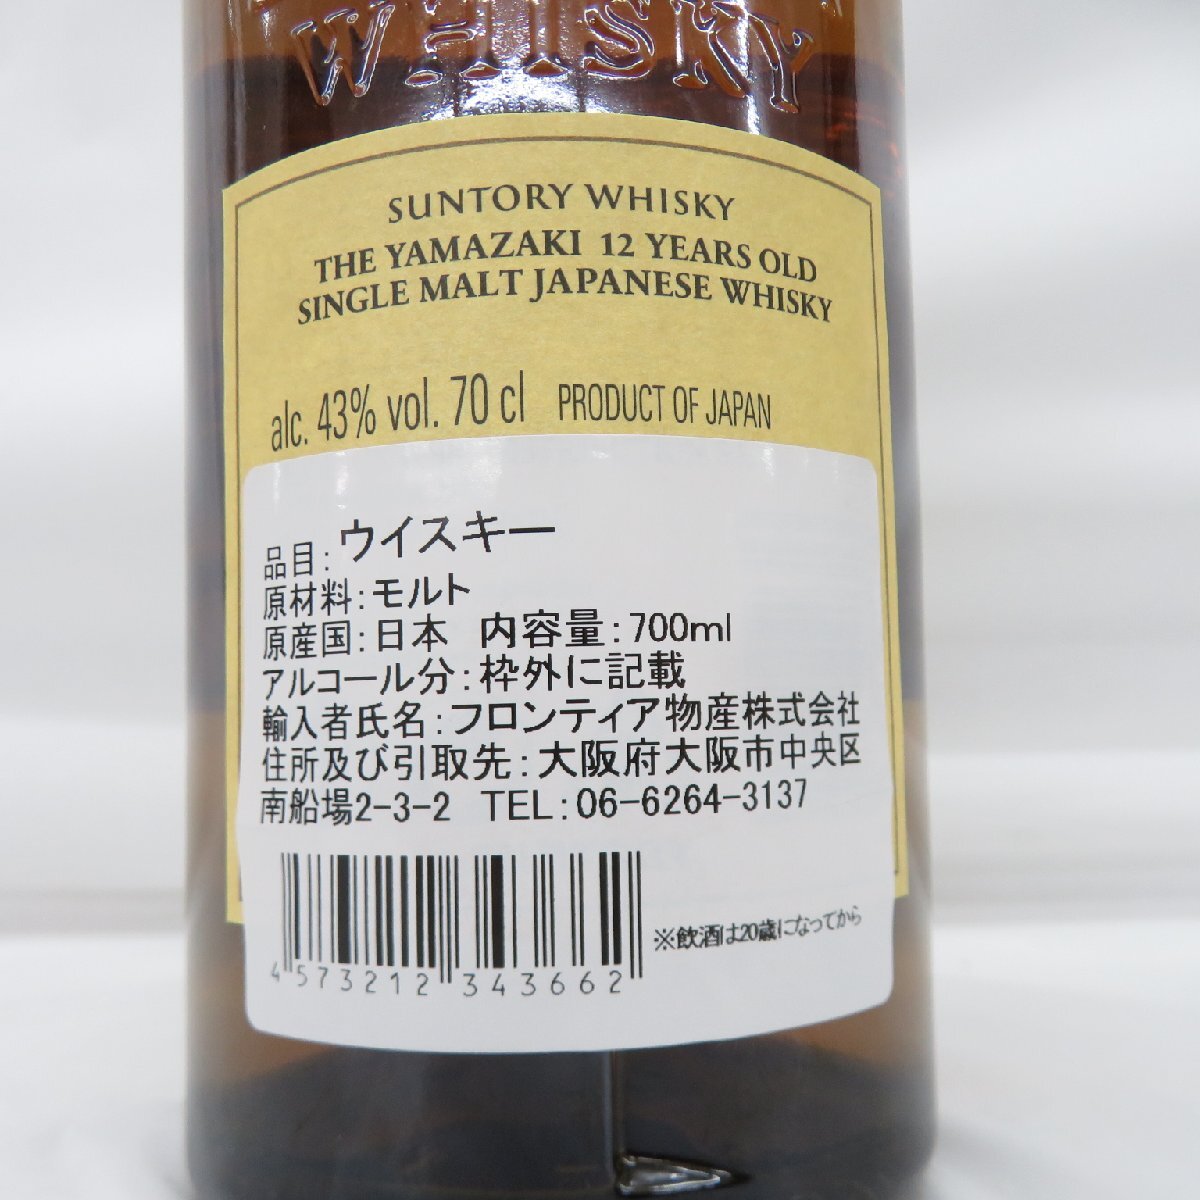 WHISKY
SUNTORY WHISKY
THE YAMAZAKI 12 YEARS OLD
SINGLE MALT JAPANESE WHISKY
alc. 43% vol. 70 cl PRODUCT OF JAPAN
品目:ウイスキー
原材料:モルト
原産国:日本 内容量:700ml
アルコール分:枠外に記載
輸入者氏名:フロンティア物産株式会社
住所及び引取先:大阪府大阪市中央区
南船場2-3-2 TEL:06-6264-3137
※飲酒は20歳になってから
4 573212 343662